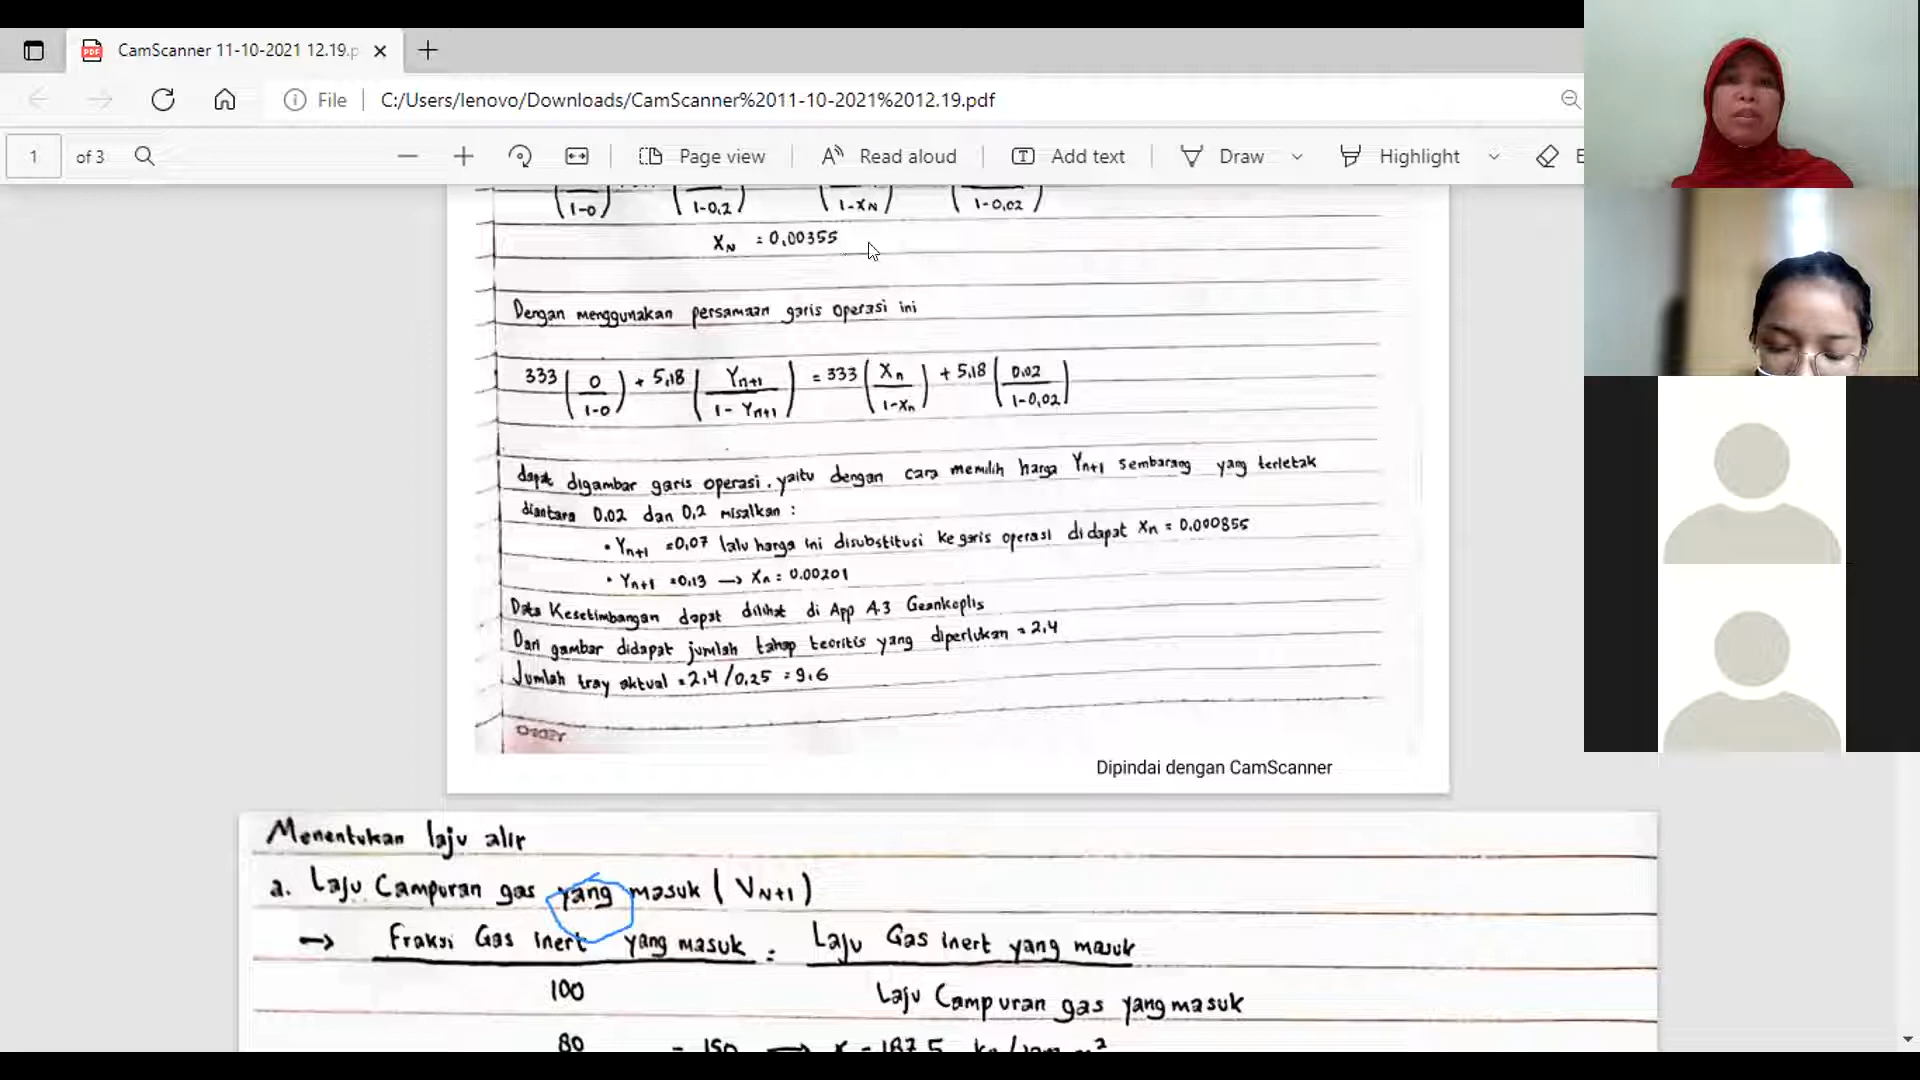 CamScanner 11-10-2021 12.19.p
File C:/Users/lenovo/Downloads/CamScanner%2011-10-2021%2012.19.pdf
1 of 3 Page view Read aloud Add text Draw Highlight E
1-0 1-0,2 1-XN 1-0,02
XN = 0,00355
Dengan menggunakan persamaan garis operasi ini
333 (0/1-0) + 5,18 (Yn+1/1-Yn+1) = 333 (Xn/1-Xn) + 5,18 (0,02/1-0,02)
dapat digambar garis operasi. yaitu dengan cara memilih harga Yn+1 sembarang yang terletak
diantara 0.02 dan 0,2 misalkan :
• Yn+1 =0,07 lalu harga ini disubstitusi ke garis operasi didapat Xn = 0.000855
• Yn+1 =0,13 → Xn = 0.00201
Data Kesetimbangan dapat dilihat di App A.3 Geankoplis
Dari gambar didapat jumlah tahap teoritis yang diperlukan = 2,4
Jumlah tray aktual = 2,4/0,25 = 9,6
Dipindai dengan CamScanner
Menentukan laju alir
a. Laju Campuran gas yang masuk (VN+1)
→ Fraksi Gas inert yang masuk = Laju Gas inert yang masuk
100 Laju Campuran gas yang masuk
80 = 150 → x = 187,5